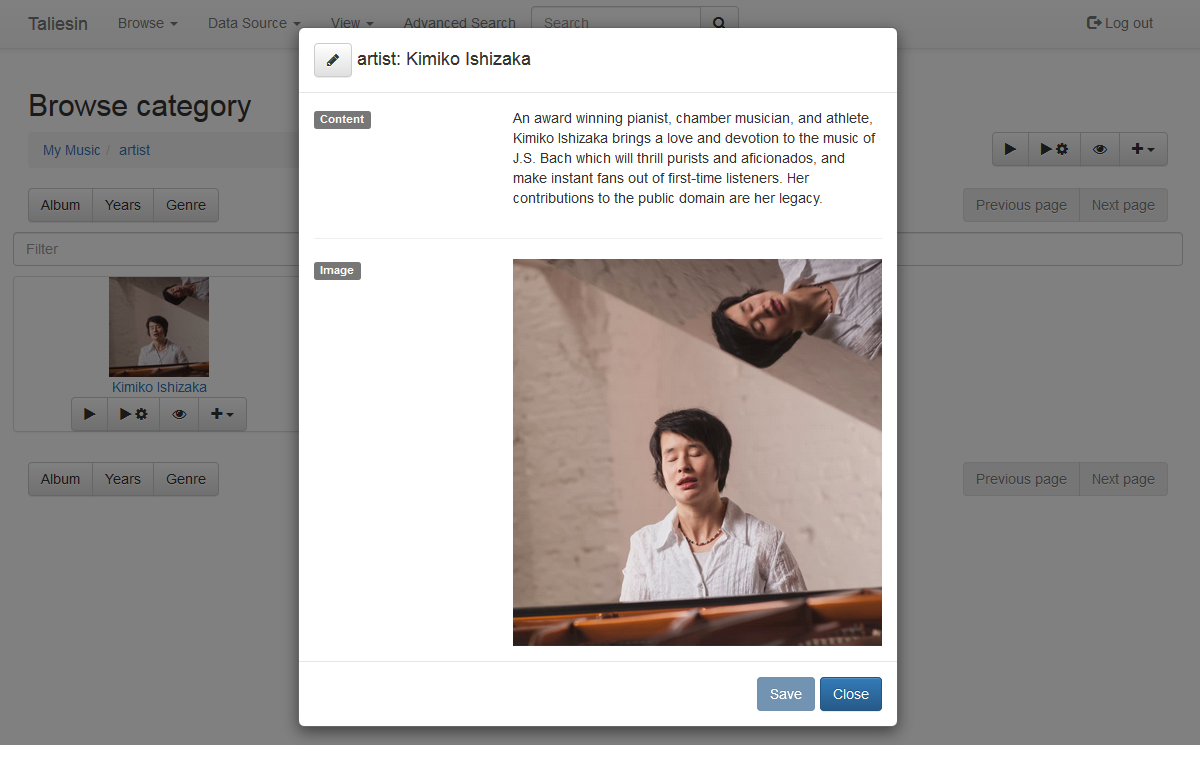 Taliesin Browse Data Source View Advanced Search Search Log out
artist: Kimiko Ishizaka
Browse category
My Music / artist
Content
An award winning pianist, chamber musician, and athlete,
Kimiko Ishizaka brings a love and devotion to the music of
J.S. Bach which will thrill purists and aficionados, and
make instant fans out of first-time listeners. Her
contributions to the public domain are her legacy.
Album Years Genre
Previous page Next page
Filter
Image
Kimiko Ishizaka
Album Years Genre
Previous page Next page
Save Close